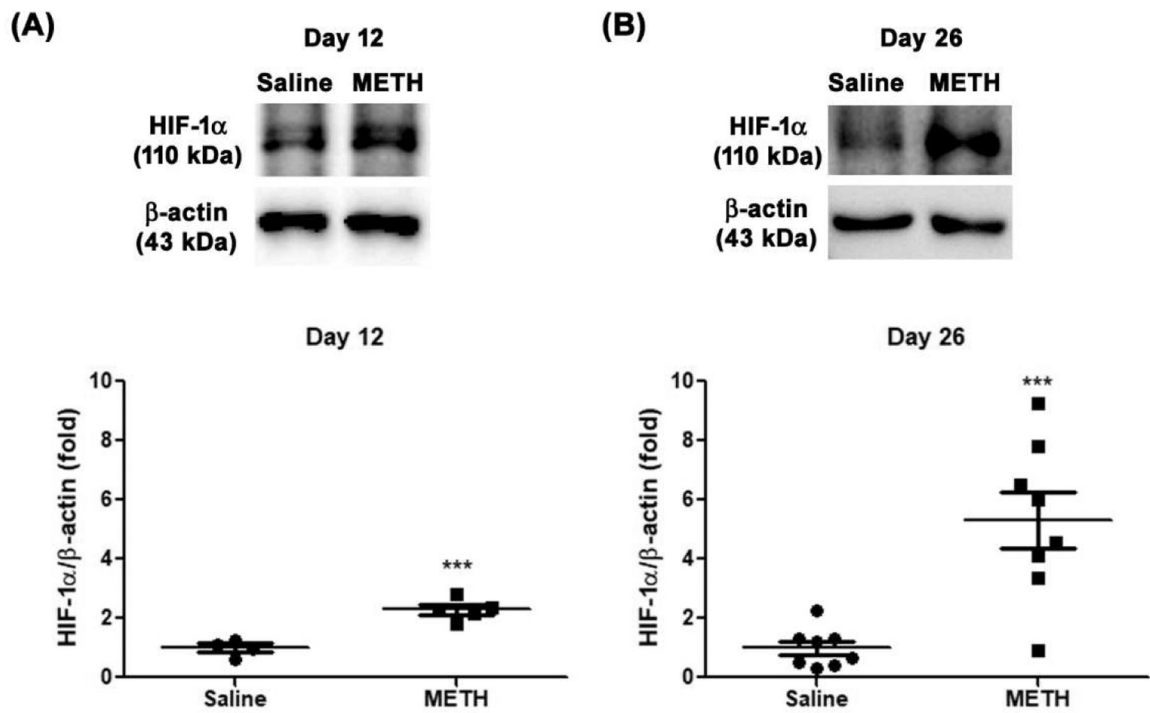 (A)
Day 12
Saline METH
HIF-1α
(110 kDa)
β-actin
(43 kDa)
Day 12
HIF-1α/β-actin (fold)
10
8
6
4
2
0
***
Saline METH
(B)
Day 26
Saline METH
HIF-1α
(110 kDa)
β-actin
(43 kDa)
Day 26
HIF-1α/β-actin (fold)
10
8
6
4
2
0
***
Saline METH